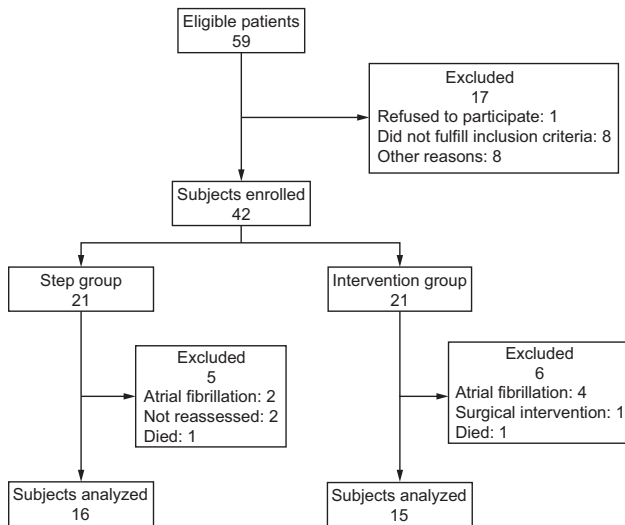 Eligible patients
59
Excluded
17
Refused to participate: 1
Did not fulfill inclusion criteria: 8
Other reasons: 8
Subjects enrolled
42
Step group
21
Intervention group
21
Excluded
5
Atrial fibrillation: 2
Not reassessed: 2
Died: 1
Excluded
6
Atrial fibrillation: 4
Surgical intervention: 1
Died: 1
Subjects analyzed
16
Subjects analyzed
15